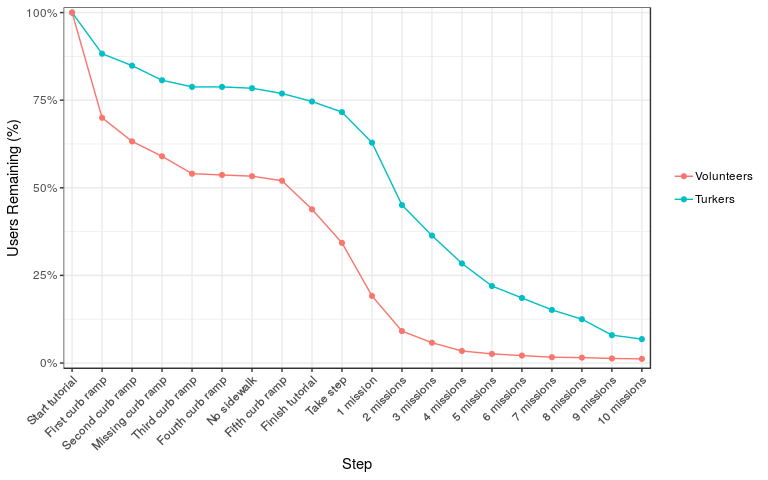 100%
75%
50%
25%
0%
Users Remaining (%)
Start tutorial
First curb ramp
Second curb ramp
Missing curb ramp
Third curb ramp
Fourth curb ramp
No sidewalk
Fifth curb ramp
Finish tutorial
Take step
1 mission
2 missions
3 missions
4 missions
5 missions
6 missions
7 missions
8 missions
9 missions
10 missions
Step
Volunteers
Turkers